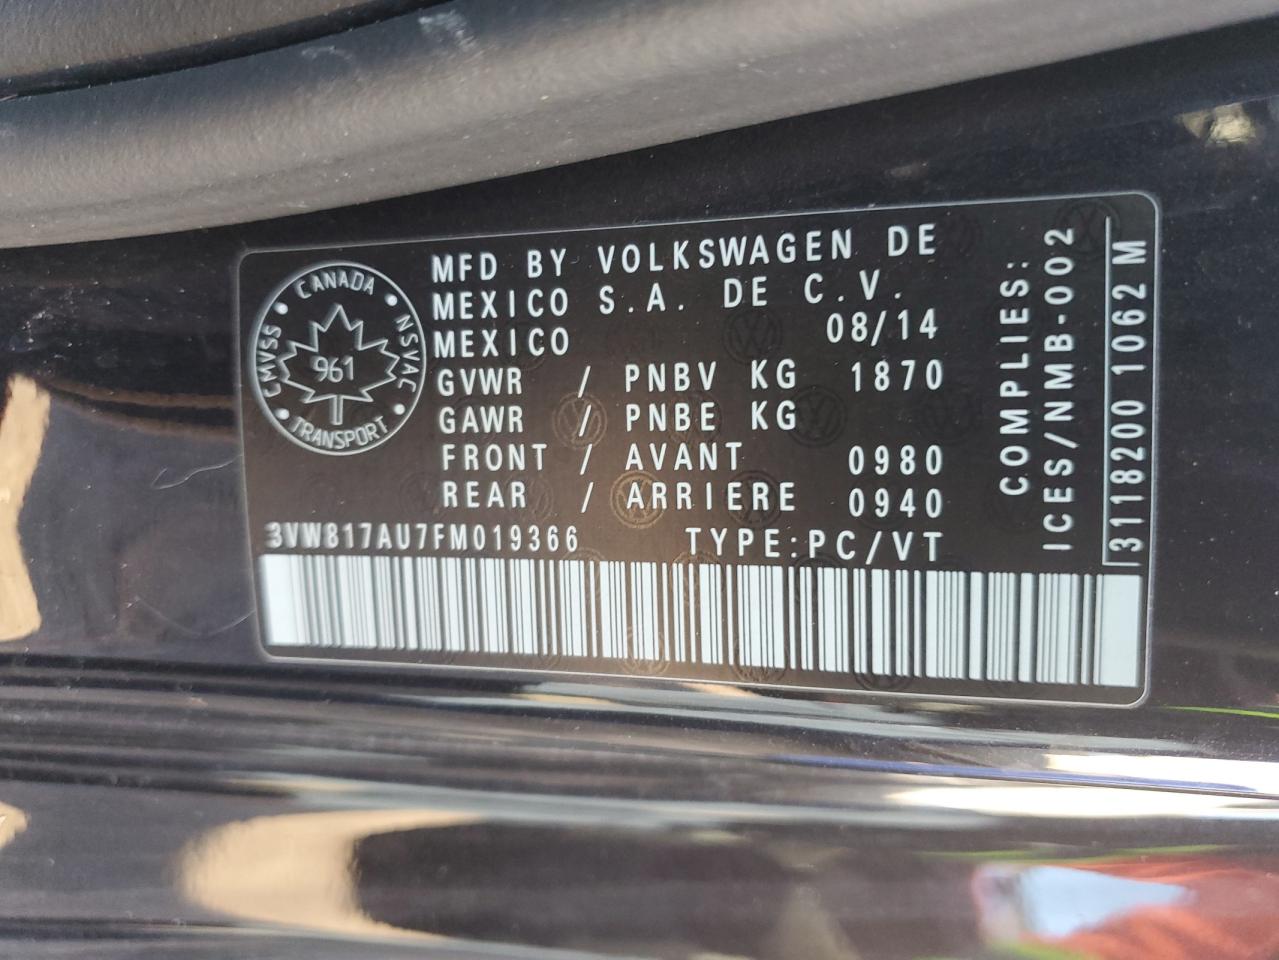 CANADA
CMVSS
NSVAC
961
TRANSPORT
MFD BY VOLKSWAGEN DE
MEXICO S.A. DE C.V.
MEXICO 08/14
GVWR / PNBV KG 1870
GAWR / PNBE KG
FRONT / AVANT 0980
REAR / ARRIERE 0940
3VW817AU7FM019366 TYPE:PC/VT
COMPLIES:
ICES/NMB-002
3118200 1062 M